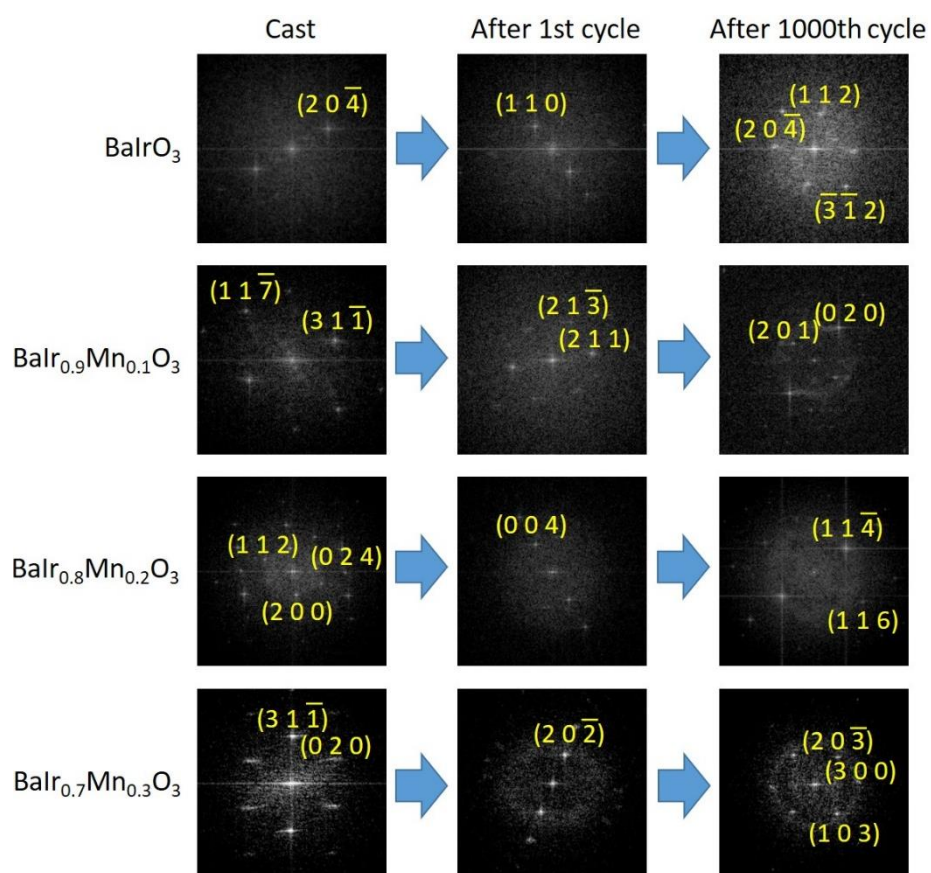 Cast After 1st cycle After 1000th cycle
BaIrO₃
(2 0 4̅)
(1 1 0)
(1 1 2)
(2 0 4̅)
(3̅ 1̅ 2)
BaIr₀.₉Mn₀.₁O₃
(1 1 7̅)
(3 1 1̅)
(2 1 3̅)
(2 1 1)
(0 2 0)
(2 0 1)
BaIr₀.₈Mn₀.₂O₃
(1 1 2)
(0 2 4)
(2 0 0)
(0 0 4)
(1 1 4̅)
(1 1 6)
BaIr₀.₇Mn₀.₃O₃
(3 1 1̅)
(0 2 0)
(2 0 2̅)
(2 0 3̅)
(3 0 0)
(1 0 3)